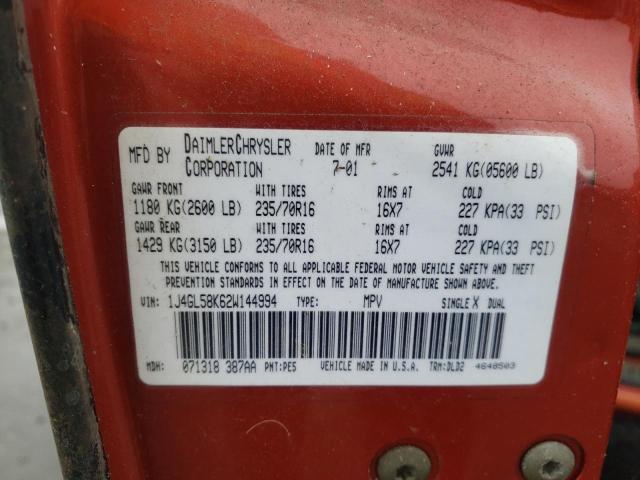 MFD BY DAIMLERCHRYSLER CORPORATION DATE OF MFR 7-01 GVWR 2541 KG(05600 LB)
GAWR FRONT WITH TIRES RIMS AT COLD
1180 KG(2600 LB) 235/70R16 16X7 227 KPA(33 PSI)
GAWR REAR WITH TIRES RIMS AT COLD
1429 KG(3150 LB) 235/70R16 16X7 227 KPA(33 PSI)
THIS VEHICLE CONFORMS TO ALL APPLICABLE FEDERAL MOTOR VEHICLE SAFETY AND THEFT
PREVENTION STANDARDS IN EFFECT ON THE DATE OF MANUFACTURE SHOWN ABOVE.
VIN: 1J4GL58K62W144994 TYPE: MPV SINGLE X DUAL
MDH: 071318 387AA PNT:PE5 VEHICLE MADE IN U.S.A. TRM:DLD2 4648503